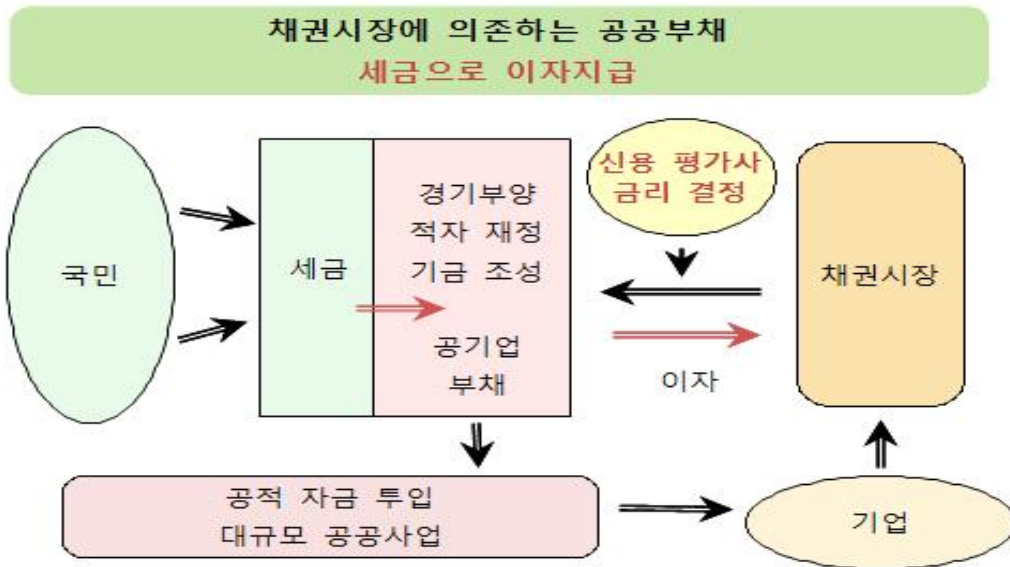 채권시장에 의존하는 공공부채
세금으로 이자지급
국민
세금
경기부양
적자 재정
기금 조성
공기업
부채
신용 평가사
금리 결정
이자
채권시장
공적 자금 투입
대규모 공공사업
기업